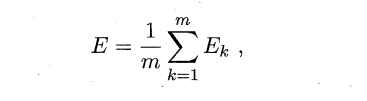 E = \frac{1}{m} \sum_{k=1}^{m} E_k ,